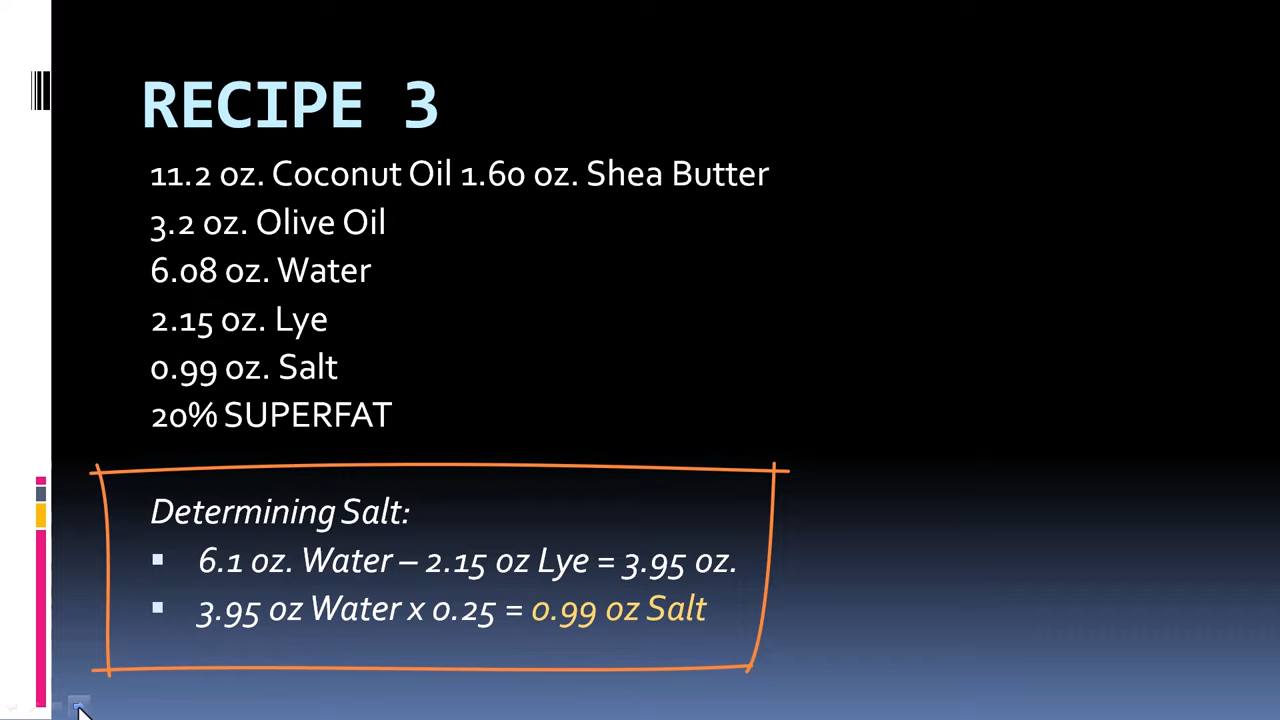 RECIPE 3
11.2 oz. Coconut Oil 1.60 oz. Shea Butter
3.2 oz. Olive Oil
6.08 oz. Water
2.15 oz. Lye
0.99 oz. Salt
20% SUPERFAT
Determining Salt:
▪ 6.1 oz. Water – 2.15 oz Lye = 3.95 oz.
▪ 3.95 oz Water x 0.25 = 0.99 oz Salt